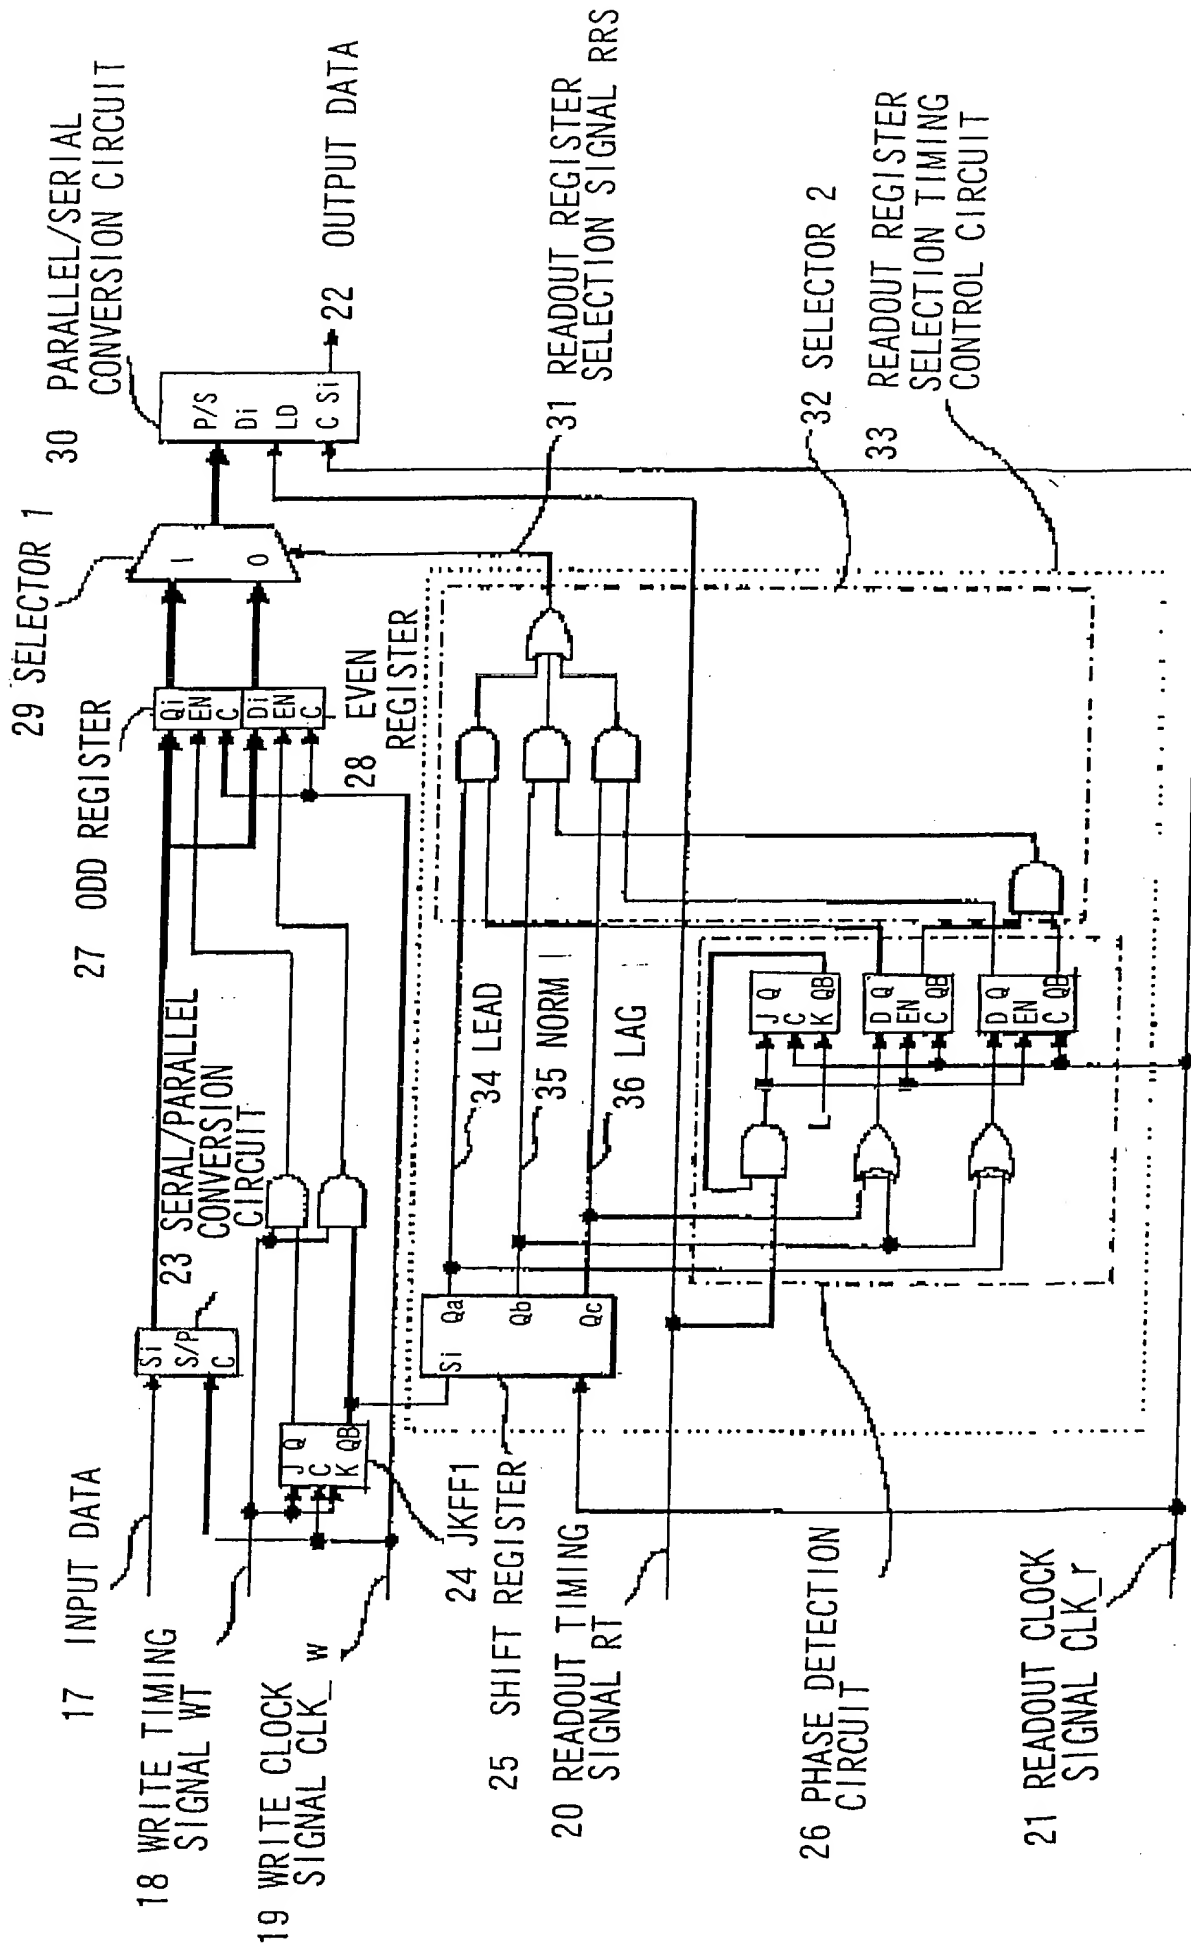 17 INPUT DATA
18 WRITE TIMING
SIGNAL WT
19 WRITE CLOCK
SIGNAL CLK_w
23 SERAL/PARALLEL
CONVERSION
CIRCUIT
Si
S/P
C
24 JKFF1
J Q
C
K QB
27 ODD REGISTER
Qi
EN
C
Di
EN
C
28 EVEN
REGISTER
29 SELECTOR 1
1
0
30 PARALLEL/SERIAL
CONVERSION CIRCUIT
P/S
Di
LD
C Si
22 OUTPUT DATA
31 READOUT REGISTER
SELECTION SIGNAL RRS
25 SHIFT REGISTER
Si
Qa
Qb
Qc
34 LEAD
35 NORM
36 LAG
20 READOUT TIMING
SIGNAL RT
26 PHASE DETECTION
CIRCUIT
L
J Q
C
K QB
D Q
EN
C QB
D Q
EN
C QB
32 SELECTOR 2
33 READOUT REGISTER
SELECTION TIMING
CONTROL CIRCUIT
21 READOUT CLOCK
SIGNAL CLK_r